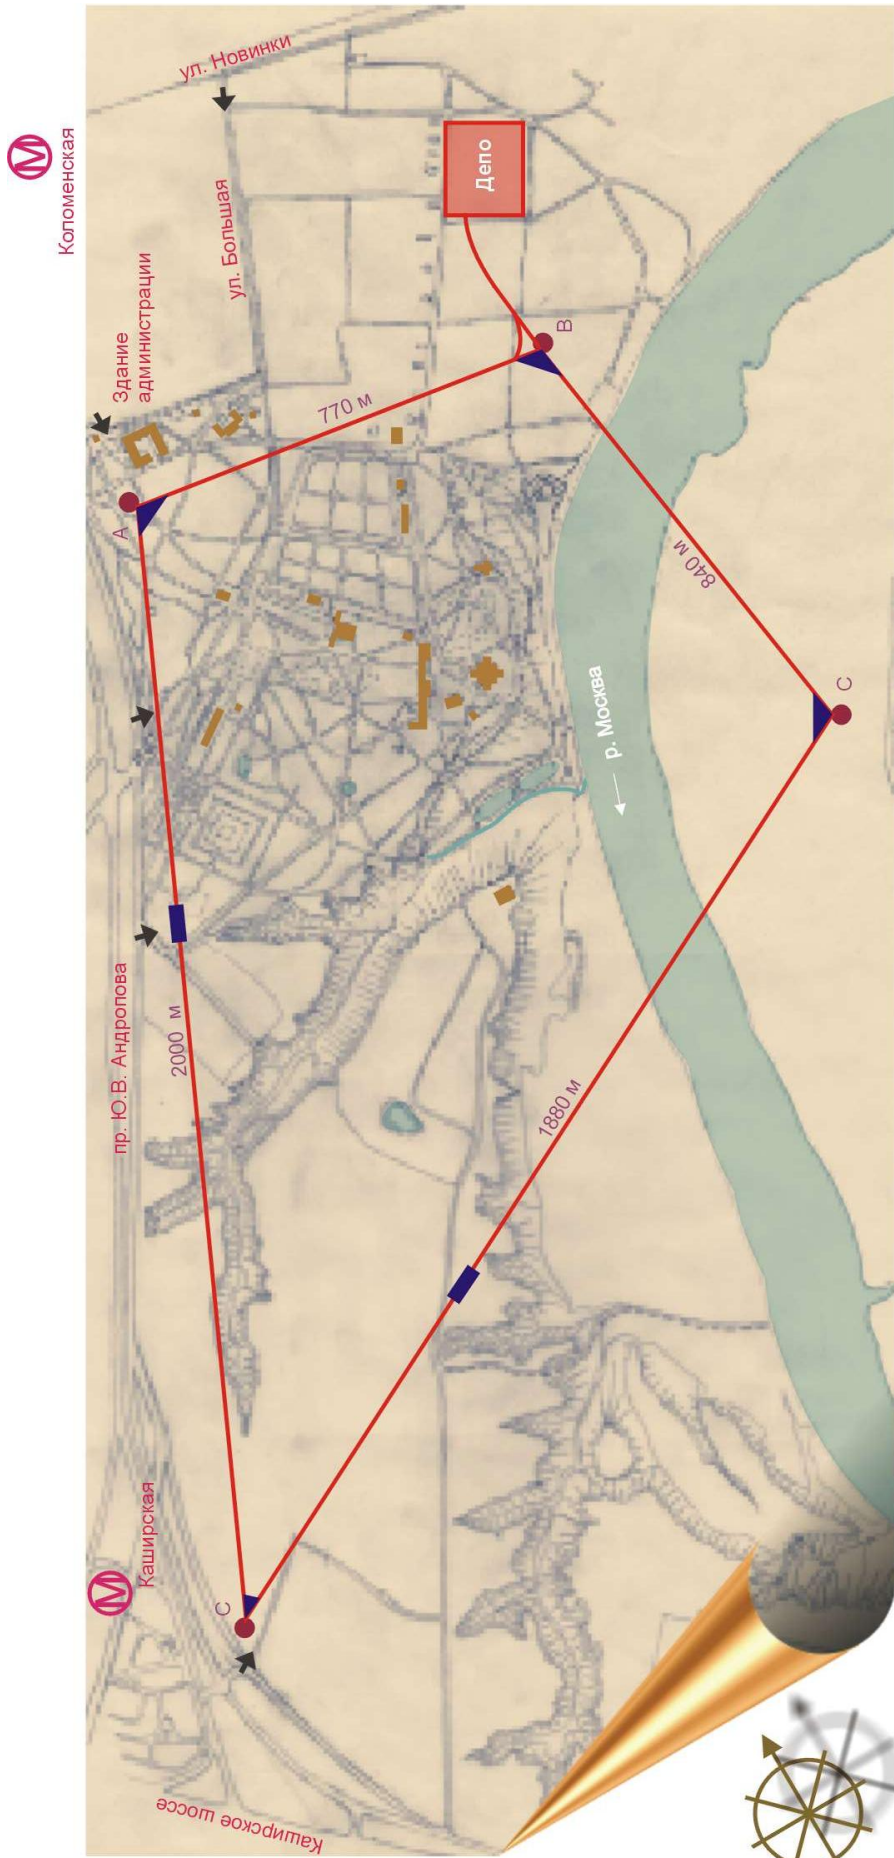 М
Коломенская
ул. Новинки
ул. Большая
Депо
Здание
администрации
В
770 м
А
840 м
р. Москва
С
пр. Ю.В. Андропова
2000 м
1880 м
М
Каширская
С
Каширское шоссе